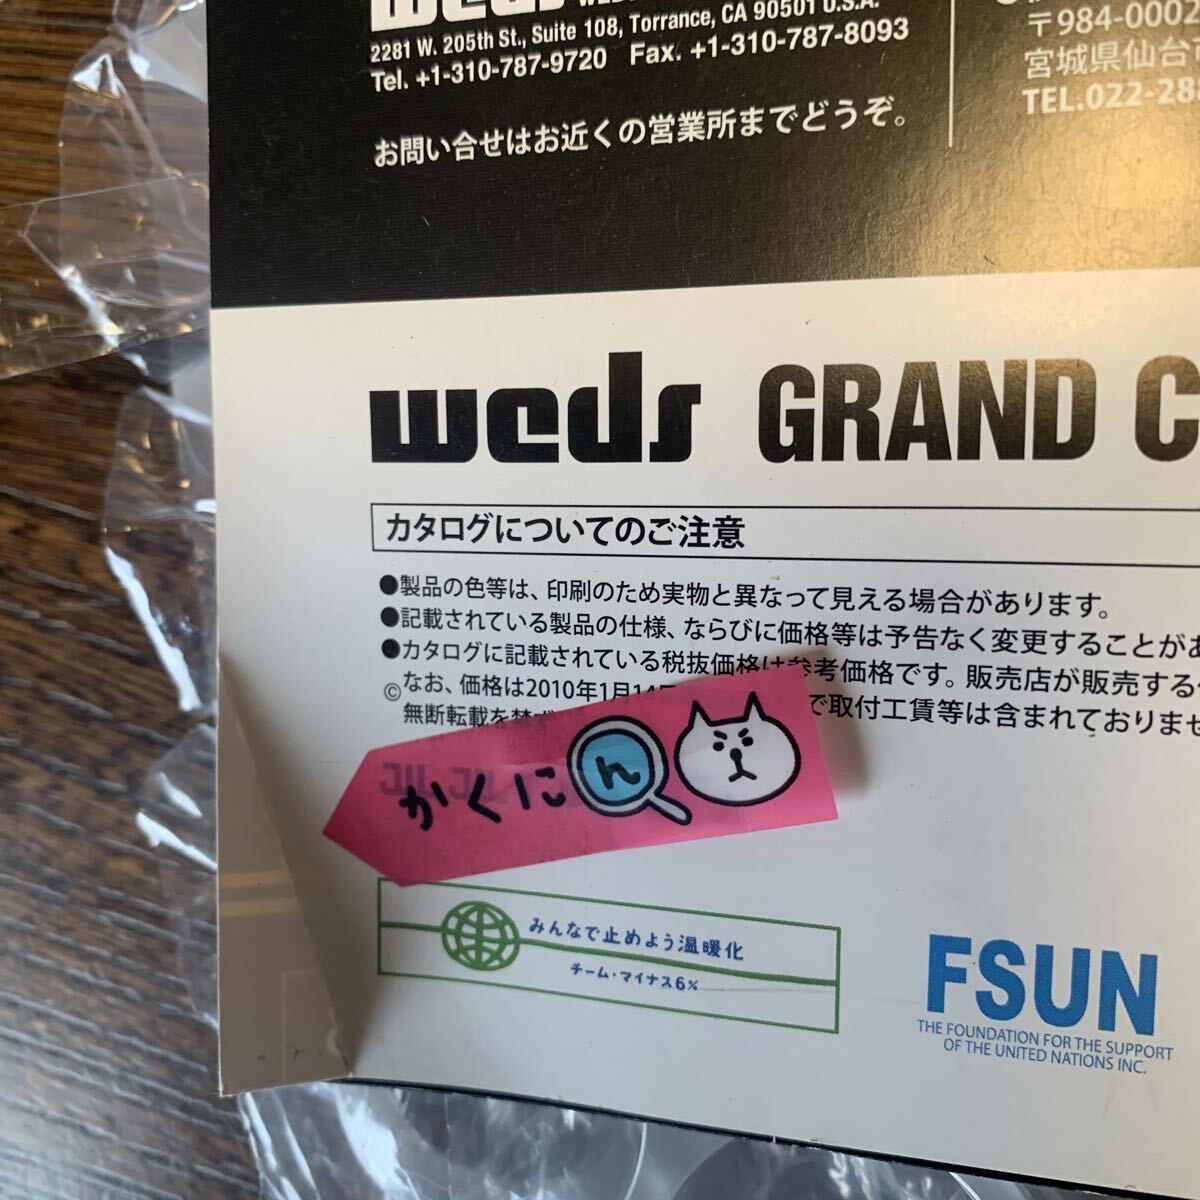 weds
2281 W. 205th St., Suite 108, Torrance, CA 90501 U.S.A.
Tel. +1-310-787-9720 Fax. +1-310-787-8093
お問い合せはお近くの営業所までどうぞ。
〒984-0002
宮城県仙台市
TEL.022-28
weds GRAND C
カタログについてのご注意
●製品の色等は、印刷のため実物と異なって見える場合があります。
●記載されている製品の仕様、ならびに価格等は予告なく変更することがあ
●カタログに記載されている税抜価格は参考価格です。販売店が販売する
なお、価格は2010年1月14日 で取付工賃等は含まれておりませ
© 無断転載を禁ず
かくにん
みんなで止めよう温暖化
チーム・マイナス6%
FSUN
THE FOUNDATION FOR THE SUPPORT
OF THE UNITED NATIONS INC.